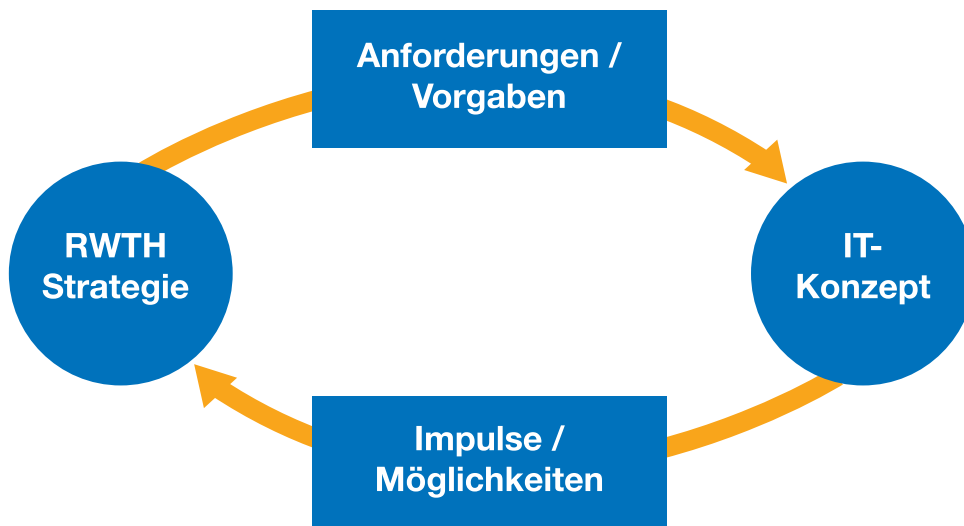 Anforderungen /
Vorgaben
RWTH
Strategie
IT-
Konzept
Impulse /
Möglichkeiten